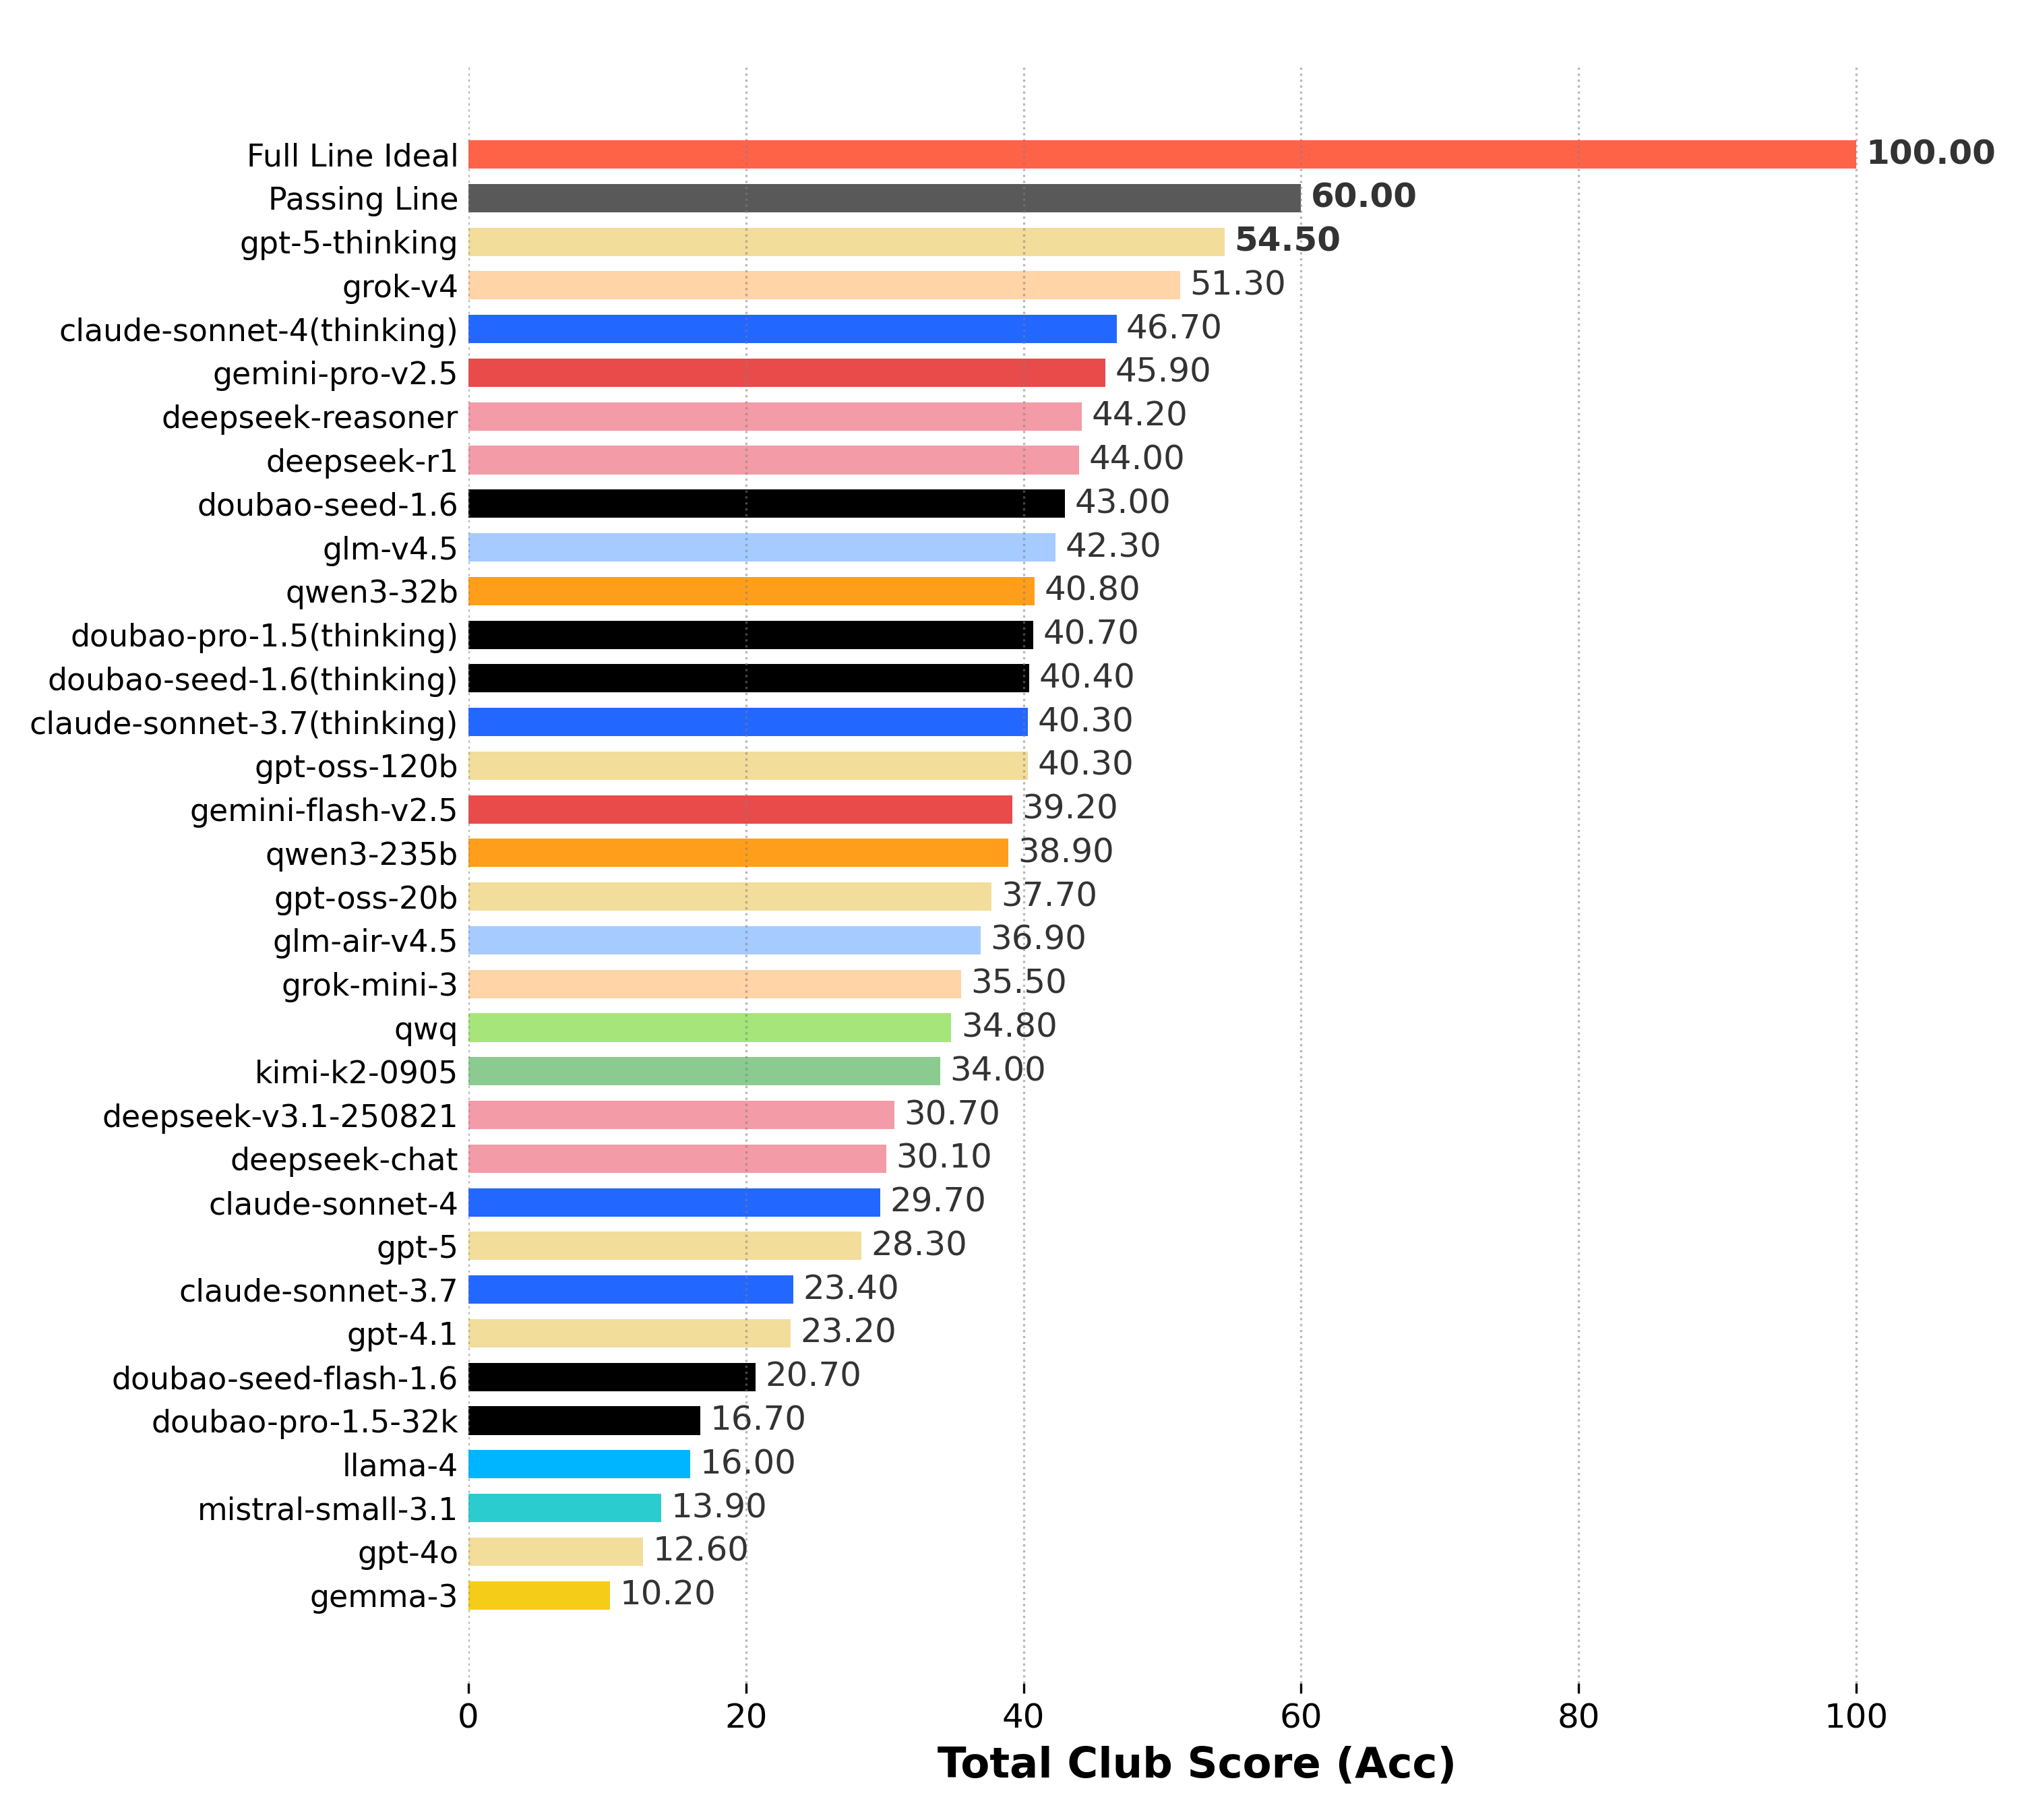 Full Line Ideal 100.00
Passing Line 60.00
gpt-5-thinking 54.50
grok-v4 51.30
claude-sonnet-4(thinking) 46.70
gemini-pro-v2.5 45.90
deepseek-reasoner 44.20
deepseek-r1 44.00
doubao-seed-1.6 43.00
glm-v4.5 42.30
qwen3-32b 40.80
doubao-pro-1.5(thinking) 40.70
doubao-seed-1.6(thinking) 40.40
claude-sonnet-3.7(thinking) 40.30
gpt-oss-120b 40.30
gemini-flash-v2.5 39.20
qwen3-235b 38.90
gpt-oss-20b 37.70
glm-air-v4.5 36.90
grok-mini-3 35.50
qwq 34.80
kimi-k2-0905 34.00
deepseek-v3.1-250821 30.70
deepseek-chat 30.10
claude-sonnet-4 29.70
gpt-5 28.30
claude-sonnet-3.7 23.40
gpt-4.1 23.20
doubao-seed-flash-1.6 20.70
doubao-pro-1.5-32k 16.70
llama-4 16.00
mistral-small-3.1 13.90
gpt-4o 12.60
gemma-3 10.20
0 20 40 60 80 100
Total Club Score (Acc)